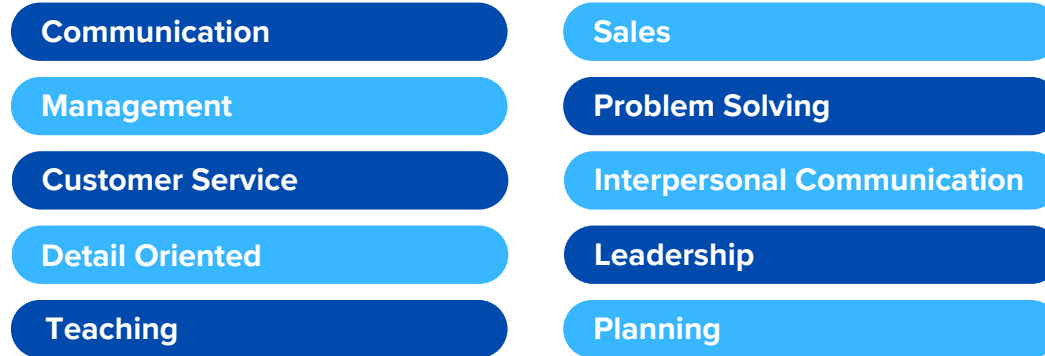 Communication
Management
Customer Service
Detail Oriented
Teaching
Sales
Problem Solving
Interpersonal Communication
Leadership
Planning